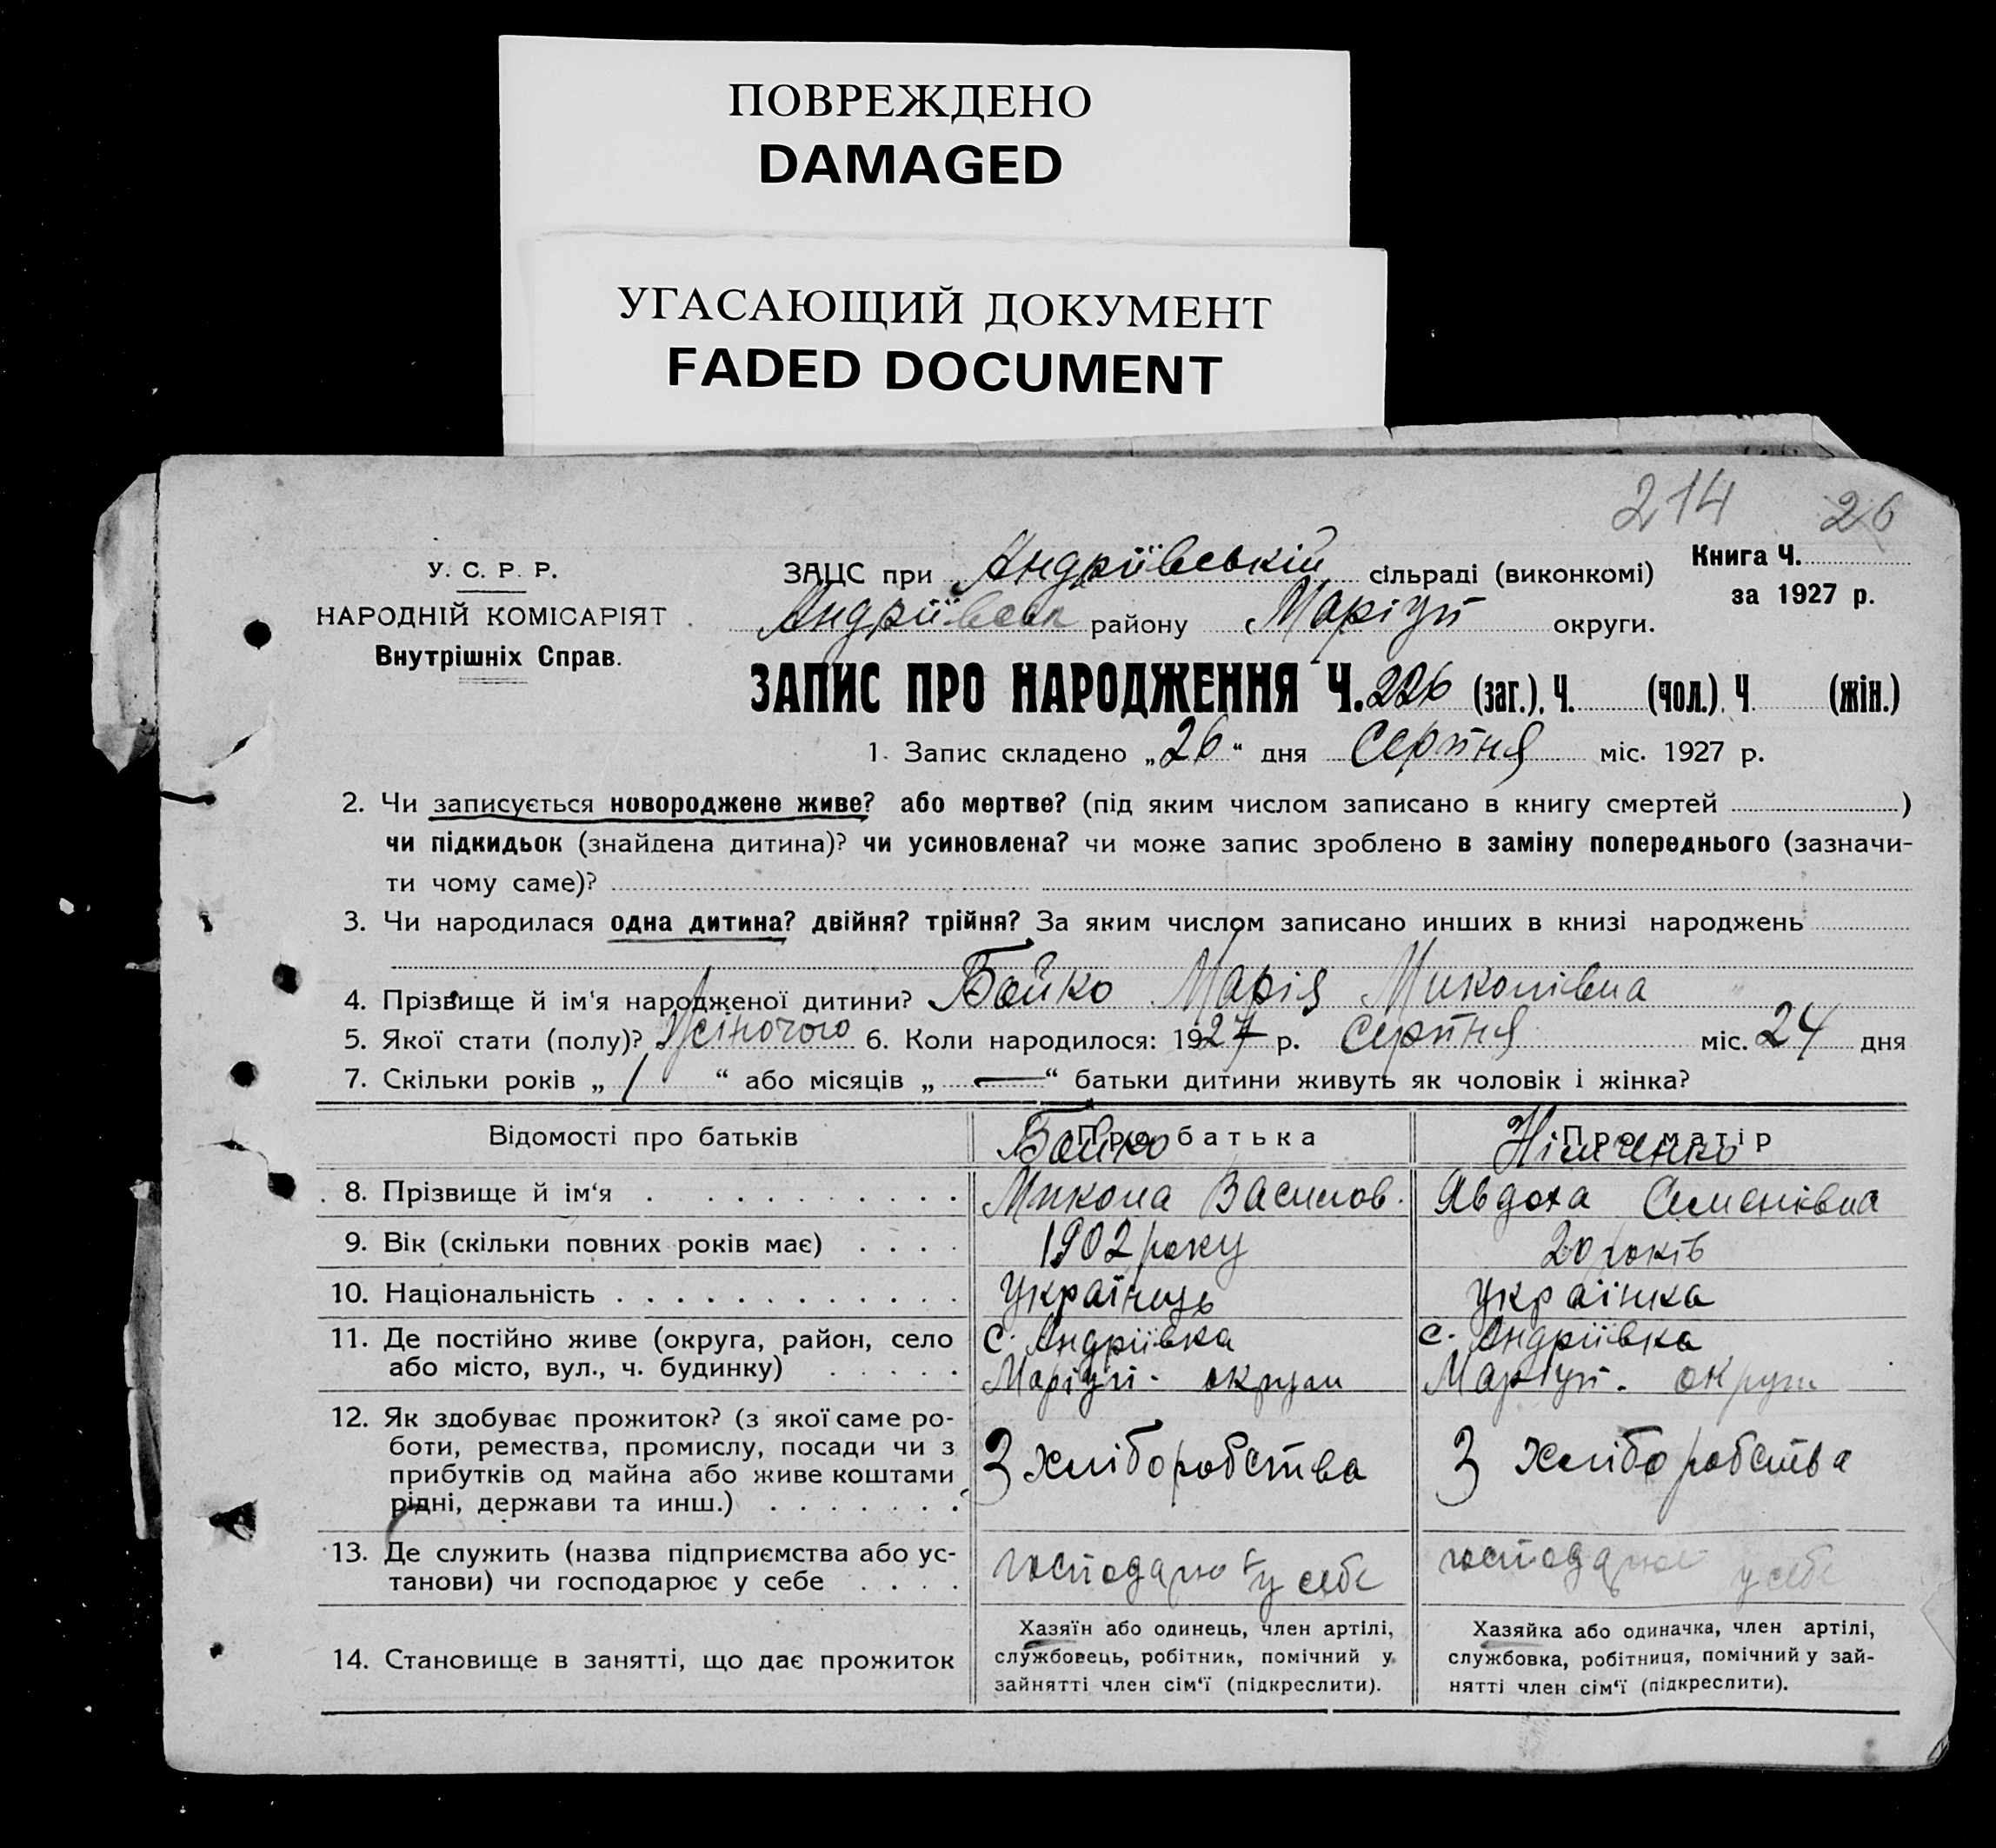 ПОВРЕЖДЕНО
DAMAGED
УГАСАЮЩИЙ ДОКУМЕНТ
FADED DOCUMENT
214 26
У. С. Р. Р.
НАРОДНІЙ КОМІСАРІЯТ
Внутрішніх Справ.
ЗАЦС при Андріївській сільраді (виконкомі)
Книга Ч.
за 1927 р.
Андріївськ району Маріуп округи.
ЗАПИС ПРО НАРОДЖЕННЯ Ч. 226 (заг.). Ч. (чол.). Ч (жін.)
1. Запис складено „26“ дня Серпня міс. 1927 р.
2. Чи записується новороджене живе? або мертве? (під яким числом записано в книгу смертей )
чи підкидьок (знайдена дитина)? чи усиновлена? чи може запис зроблено в заміну попереднього (зазначи-
ти чому саме)?
3. Чи народилася одна дитина? двійня? трійня? За яким числом записано инших в книзі народжень
4. Прізвище й ім'я народженої дитини? Бойко Марія Миколівна
5. Якої стати (полу)? Жіночого 6. Коли народилося: 1927 р. Серпня міс. 24 дня
7. Скільки років „ 1 “ або місяців „ — “ батьки дитини живуть як чоловік і жінка?
Відомості про батьків Про батька Про матір
Бойко Німченко
8. Прізвище й ім'я Микола Васильов. Явдоха Семенівна
9. Вік (скільки повних років має) 1902 року 20 років
10. Національність Українець Українка
11. Де постійно живе (округа, район, село с. Андріївка с. Андріївка
або місто, вул., ч. будинку) Маріуп. округи Маріуп. округи
12. Як здобуває прожиток? (з якої саме ро-
боти, ремества, промислу, посади чи з З хліборобства З хліборобства
прибутків од майна або живе коштами
рідні, держави та инш.)
13. Де служить (назва підприємства або ус- господарює у себе господарює у себе
танови) чи господарює у себе
14. Становище в занятті, що дає прожиток
Хазяїн або одинець, член артілі,
службовець, робітник, помічний у
зайнятті член сім'ї (підкреслити).
Хазяйка або одиначка, член артілі,
службовка, робітниця, помічний у зай-
нятті член сім'ї (підкреслити).